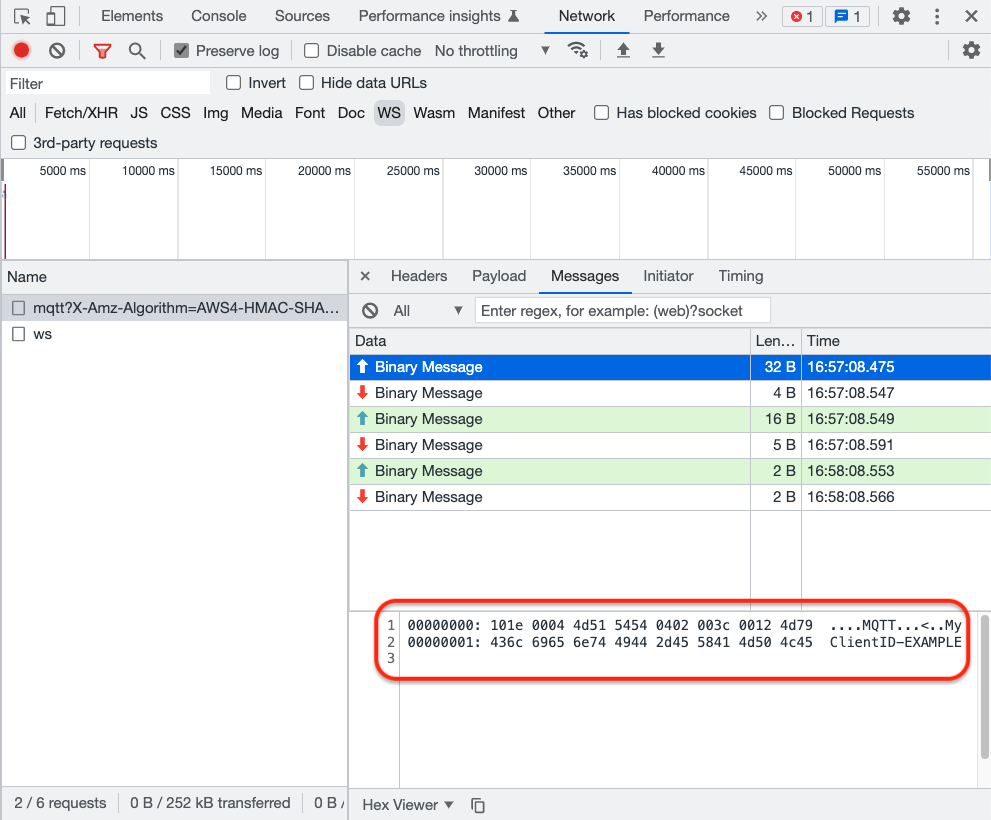 Elements Console Sources Performance insights Network Performance » 1 1
Preserve log Disable cache No throttling
Filter Invert Hide data URLs
All Fetch/XHR JS CSS Img Media Font Doc WS Wasm Manifest Other Has blocked cookies Blocked Requests
3rd-party requests
5000 ms 10000 ms 15000 ms 20000 ms 25000 ms 30000 ms 35000 ms 40000 ms 45000 ms 50000 ms 55000 ms
Name
mqtt?X-Amz-Algorithm=AWS4-HMAC-SHA…
ws
× Headers Payload Messages Initiator Timing
All Enter regex, for example: (web)?socket
Data Len… Time
Binary Message 32 B 16:57:08.475
Binary Message 4 B 16:57:08.547
Binary Message 16 B 16:57:08.549
Binary Message 5 B 16:57:08.591
Binary Message 2 B 16:58:08.553
Binary Message 2 B 16:58:08.566
1 00000000: 101e 0004 4d51 5454 0402 003c 0012 4d79 ....MQTT...<..My
2 00000001: 436c 6965 6e74 4944 2d45 5841 4d50 4c45 ClientID-EXAMPLE
3
2 / 6 requests 0 B / 252 kB transferred 0 B /
Hex Viewer